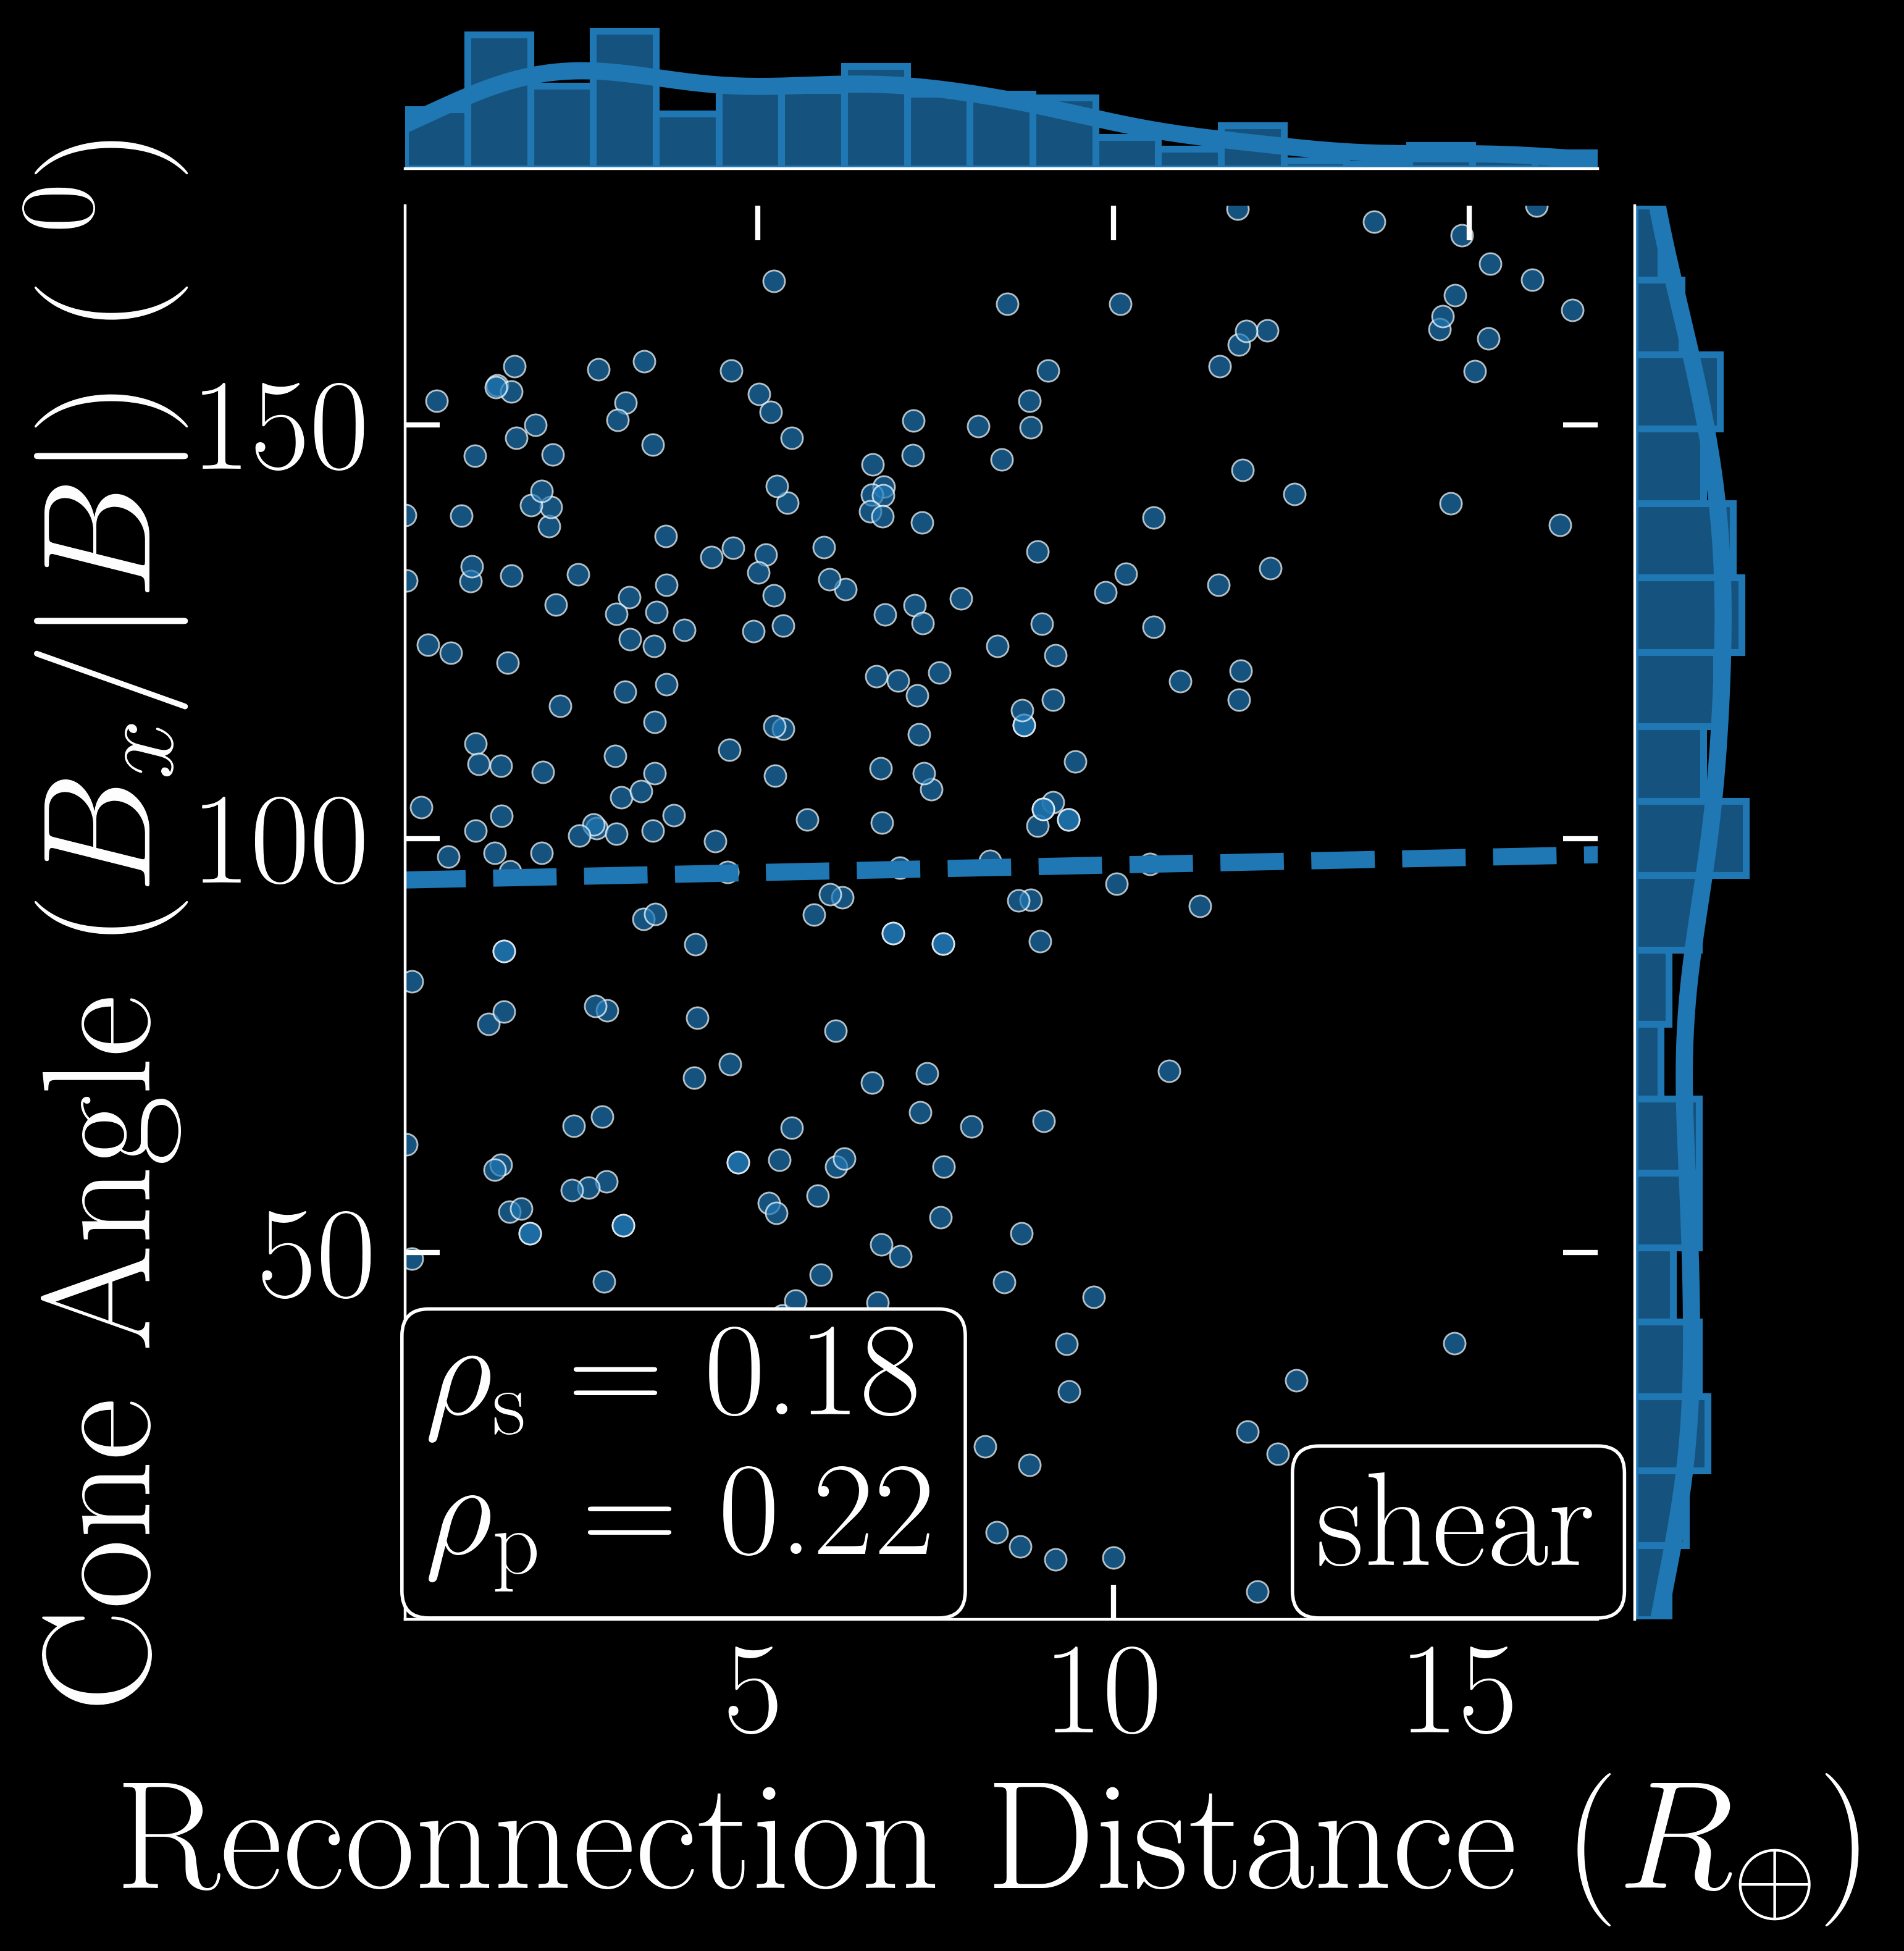 Cone Angle (Bₓ/|B|) (⁰)
150
100
50
ρₛ = 0.18
ρₚ = 0.22
shear
5 10 15
Reconnection Distance (R⊕)